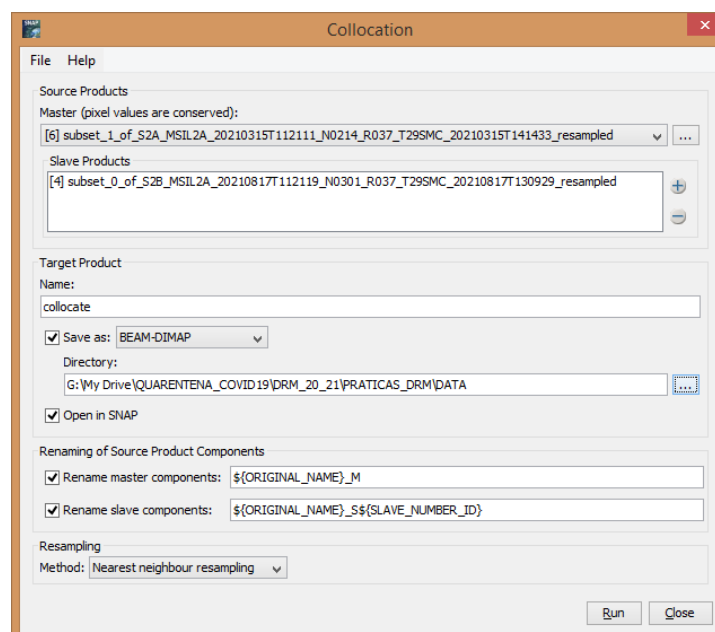 SNAP
Collocation
File Help
Source Products
Master (pixel values are conserved):
[6] subset_1_of_S2A_MSIL2A_20210315T112111_N0214_R037_T29SMC_20210315T141433_resampled
...
Slave Products
[4] subset_0_of_S2B_MSIL2A_20210817T112119_N0301_R037_T29SMC_20210817T130929_resampled
Target Product
Name:
collocate
Save as: BEAM-DIMAP
Directory:
G:\My Drive\QUARENTENA_COVID19\DRM_20_21\PRATICAS_DRM\DATA
...
Open in SNAP
Renaming of Source Product Components
Rename master components: ${ORIGINAL_NAME}_M
Rename slave components: ${ORIGINAL_NAME}_S${SLAVE_NUMBER_ID}
Resampling
Method: Nearest neighbour resampling
Run Close